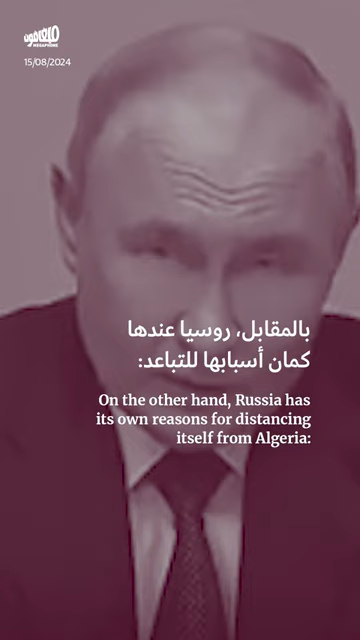 ميغافون
MEGAPHONE
15/08/2024
بالمقابل، روسيا عندها
كمان أسبابها للتباعد:
On the other hand, Russia has
its own reasons for distancing
itself from Algeria: